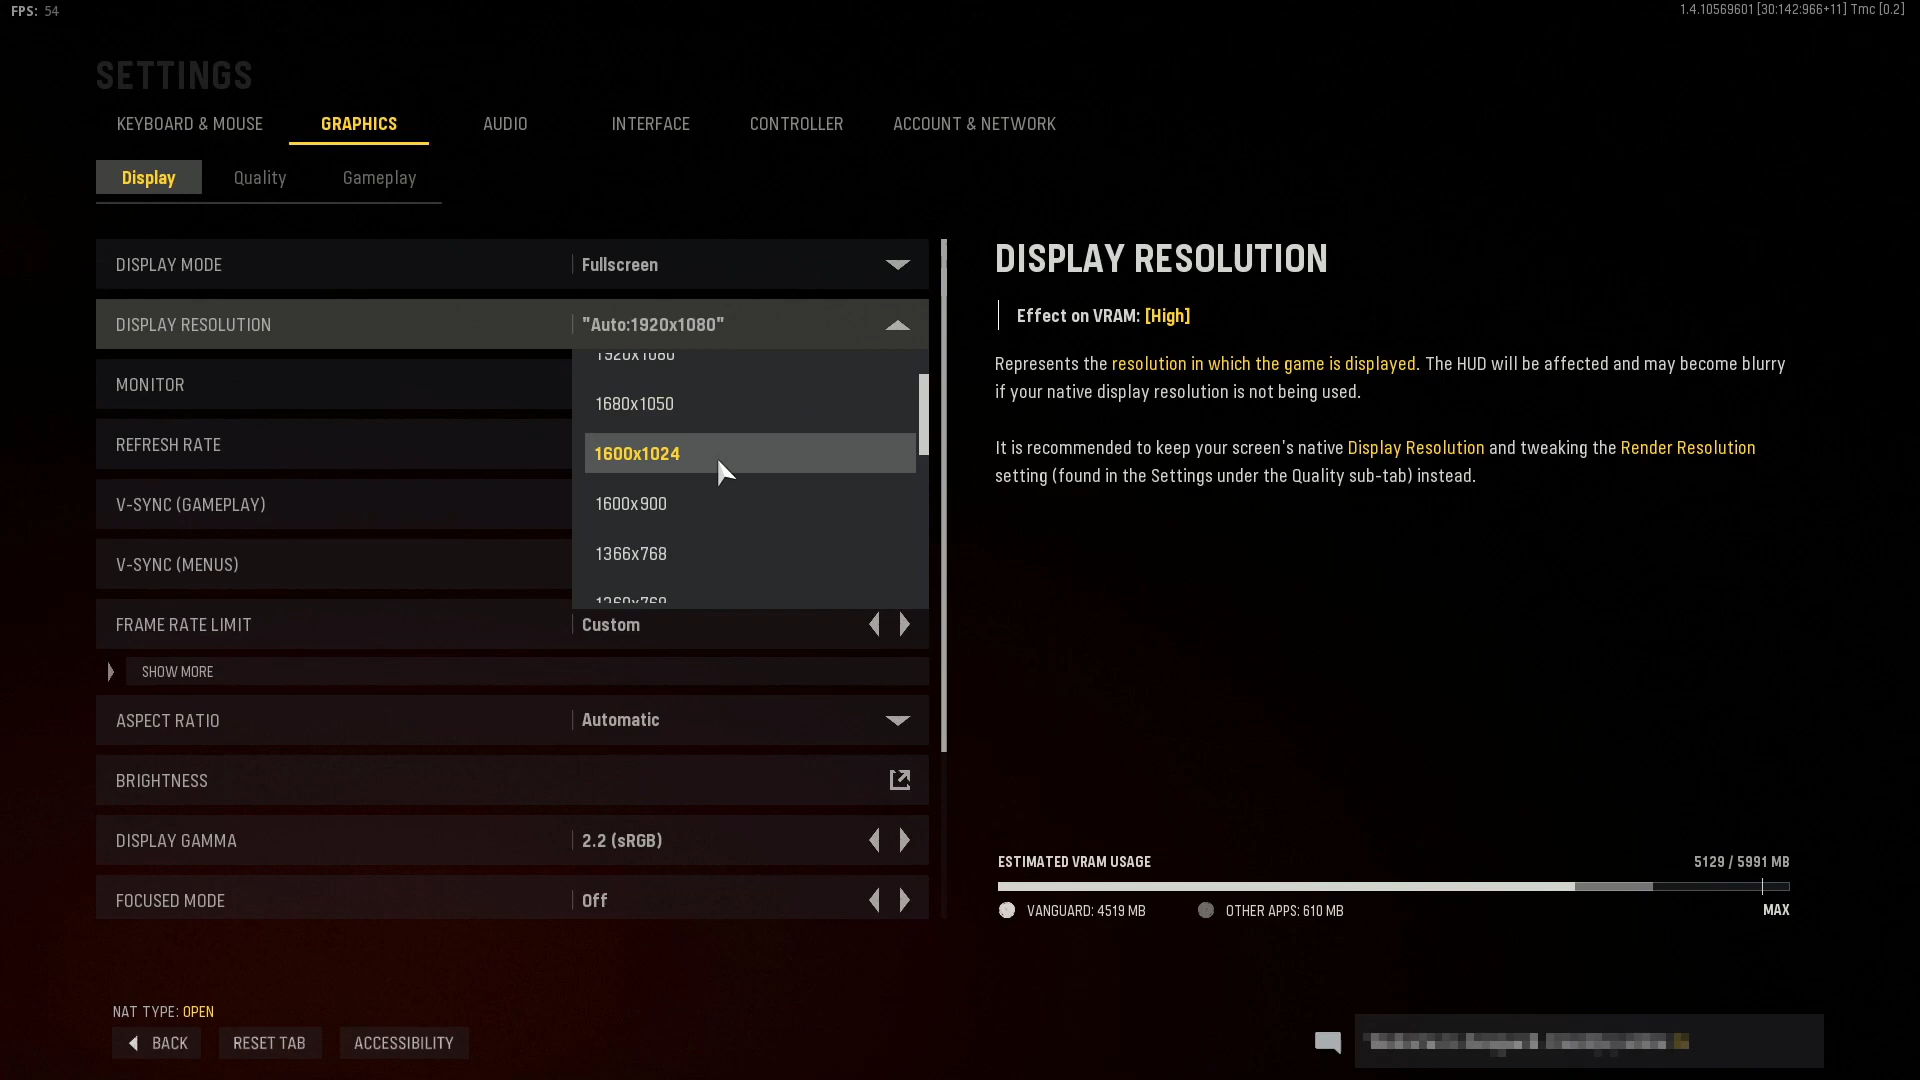 FPS: 54
1.4.10569601 [30:142:966+11] Tmc [0.2]
SETTINGS
KEYBOARD & MOUSE GRAPHICS AUDIO INTERFACE CONTROLLER ACCOUNT & NETWORK
Display Quality Gameplay
DISPLAY MODE Fullscreen
DISPLAY RESOLUTION "Auto:1920x1080"
1920x1080
MONITOR
1680x1050
REFRESH RATE
1600x1024
V-SYNC (GAMEPLAY)
1600x900
V-SYNC (MENUS)
1366x768
FRAME RATE LIMIT Custom
SHOW MORE
ASPECT RATIO Automatic
BRIGHTNESS
DISPLAY GAMMA 2.2 (sRGB)
FOCUSED MODE Off
DISPLAY RESOLUTION
Effect on VRAM: [High]
Represents the resolution in which the game is displayed. The HUD will be affected and may become blurry
if your native display resolution is not being used.
It is recommended to keep your screen's native Display Resolution and tweaking the Render Resolution
setting (found in the Settings under the Quality sub-tab) instead.
ESTIMATED VRAM USAGE 5129 / 5991 MB
VANGUARD: 4519 MB OTHER APPS: 610 MB MAX
NAT TYPE: OPEN
BACK RESET TAB ACCESSIBILITY